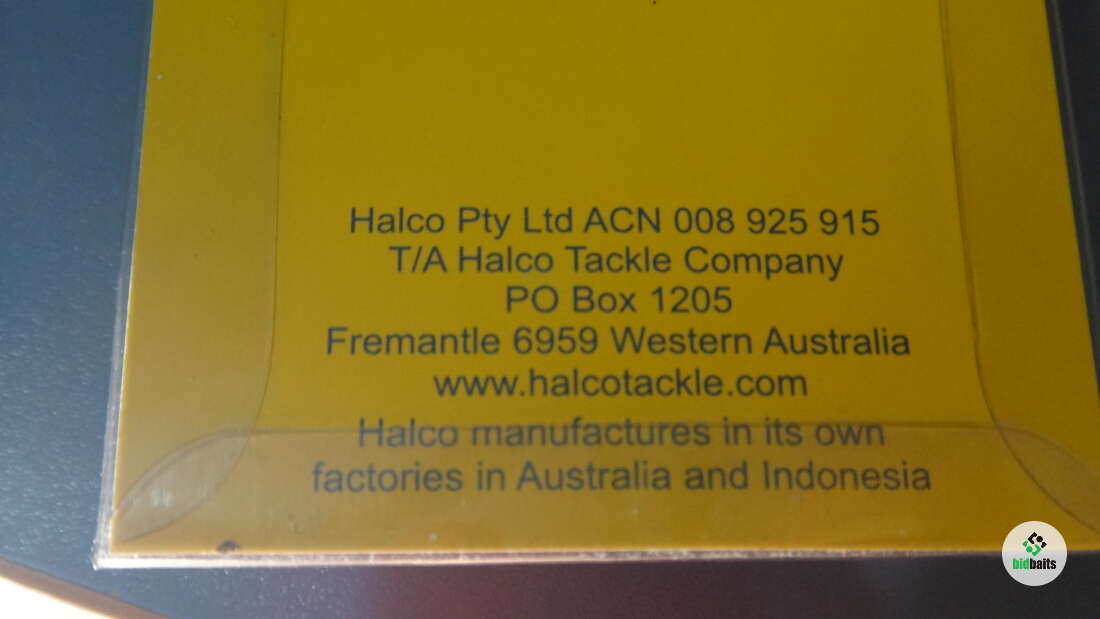 Halco Pty Ltd ACN 008 925 915
T/A Halco Tackle Company
PO Box 1205
Fremantle 6959 Western Australia
www.halcotackle.com
Halco manufactures in its own
factories in Australia and Indonesia
bidbaits